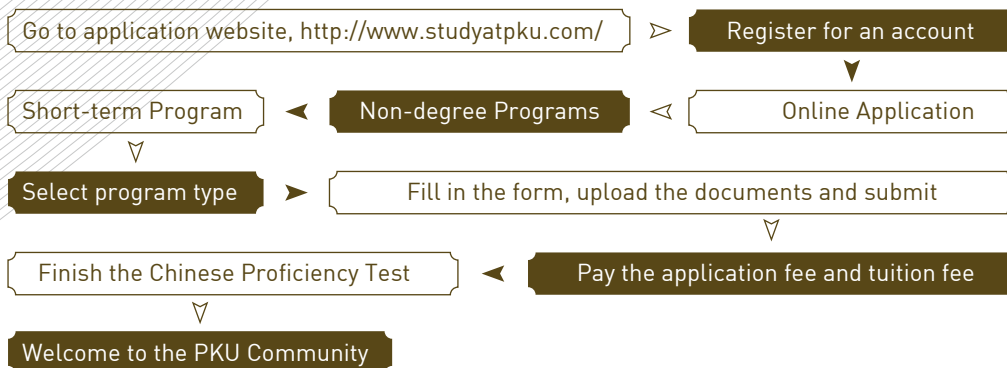 Go to application website, http://www.studyatpku.com/
Register for an account
Online Application
Non-degree Programs
Short-term Program
Select program type
Fill in the form, upload the documents and submit
Pay the application fee and tuition fee
Finish the Chinese Proficiency Test
Welcome to the PKU Community